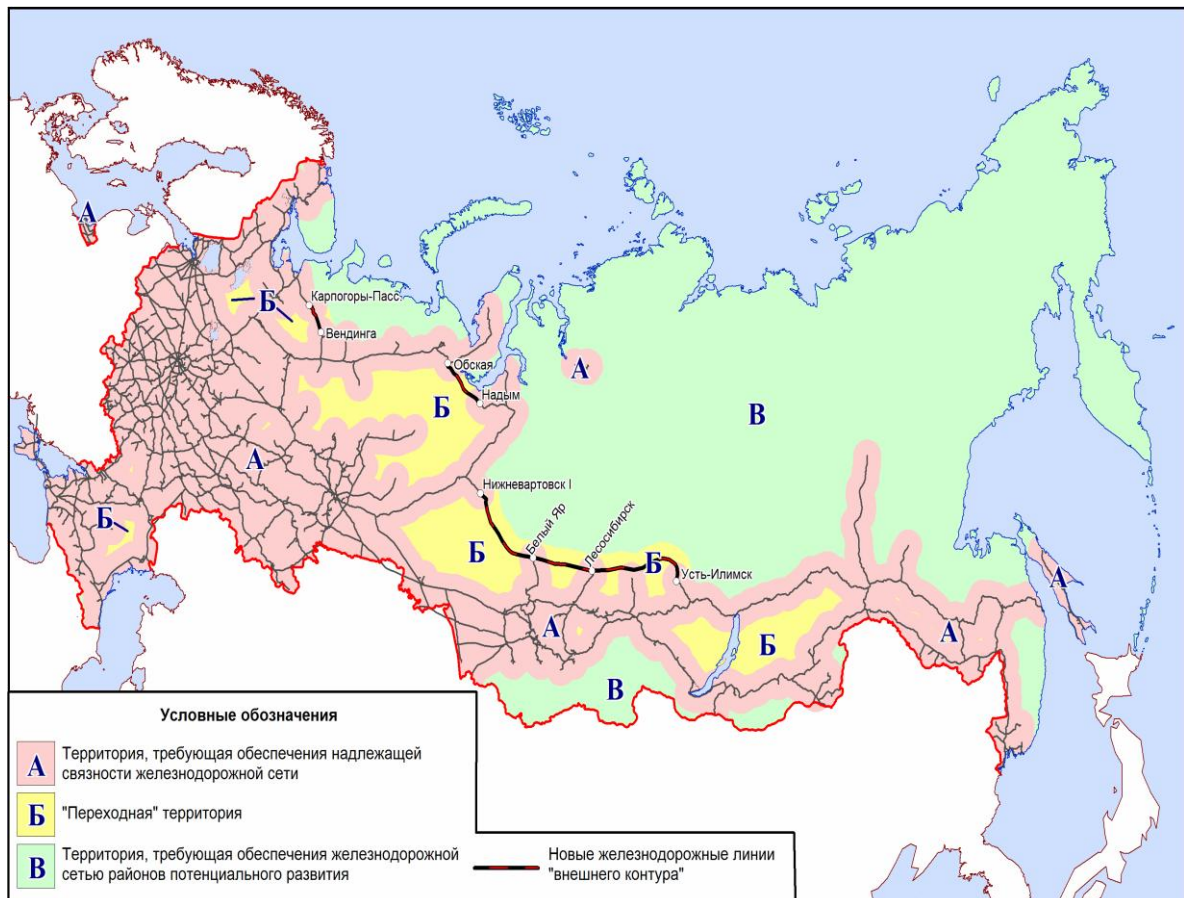 А
Карпогоры-Пасс.
Б
Вендинга
Обская
А
Надым
Б
В
А
Нижневартовск I
Белый Яр
Лесосибирск
Б
Б
Б
Усть-Илимск
А
А
А
Б
В
Условные обозначения
А
Территория, требующая обеспечения надлежащей
связности железнодорожной сети
Б
"Переходная" территория
В
Территория, требующая обеспечения железнодорожной
сетью районов потенциального развития
Новые железнодорожные линии
"внешнего контура"